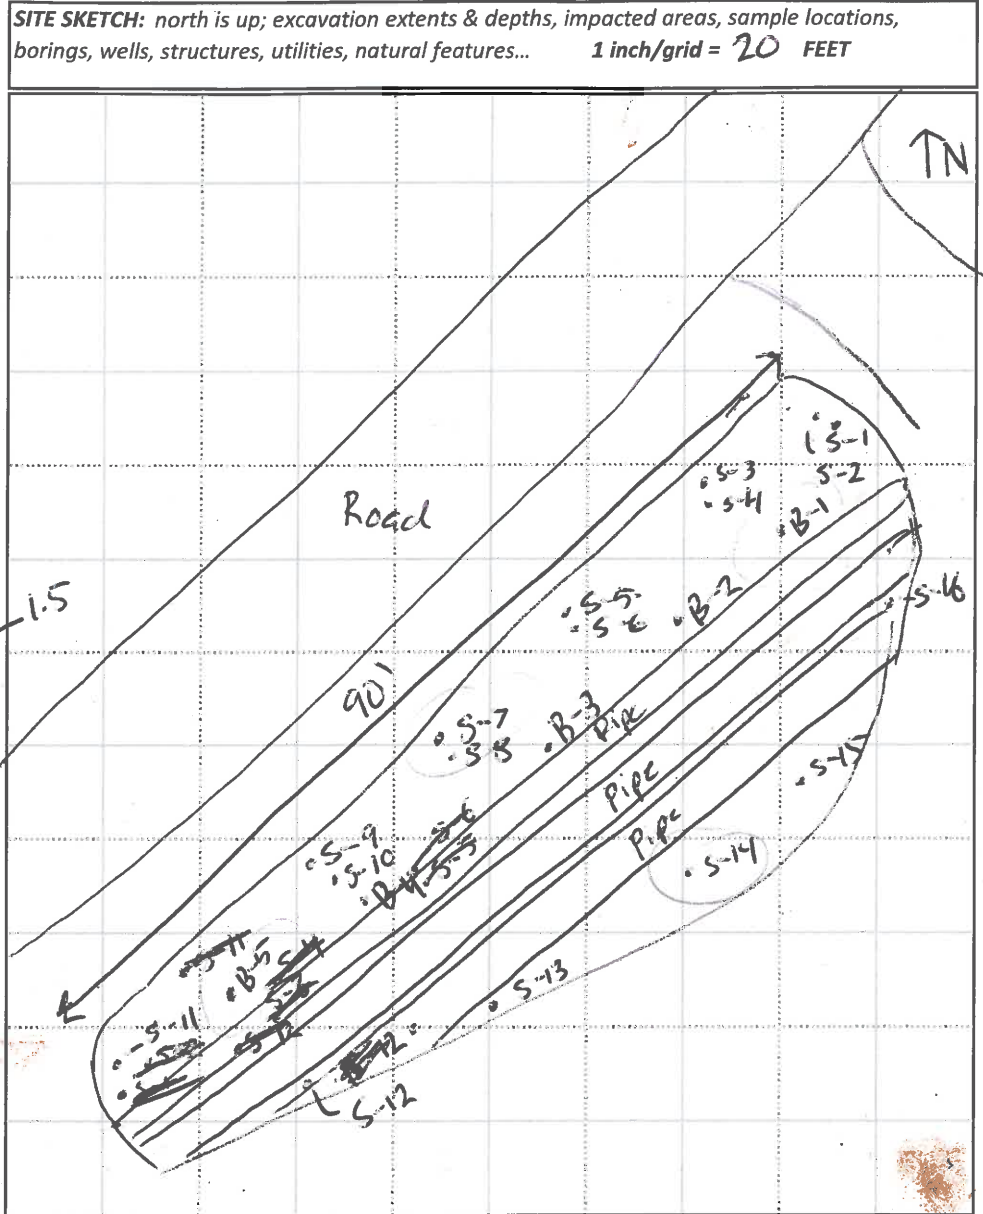 SITE SKETCH: north is up; excavation extents & depths, impacted areas, sample locations,
borings, wells, structures, utilities, natural features... 1 inch/grid = 20 FEET
↑N
S-1
S-2
S-3
S-4
B-1
Road
-1.5
S-5
S-6
B-2
S-16
90'
S-7
S-8
B-3
Pipe
Pipe
Pipe
S-15
S-9
S-10
B-4
S-14
B-5
S-13
S-11
S-12